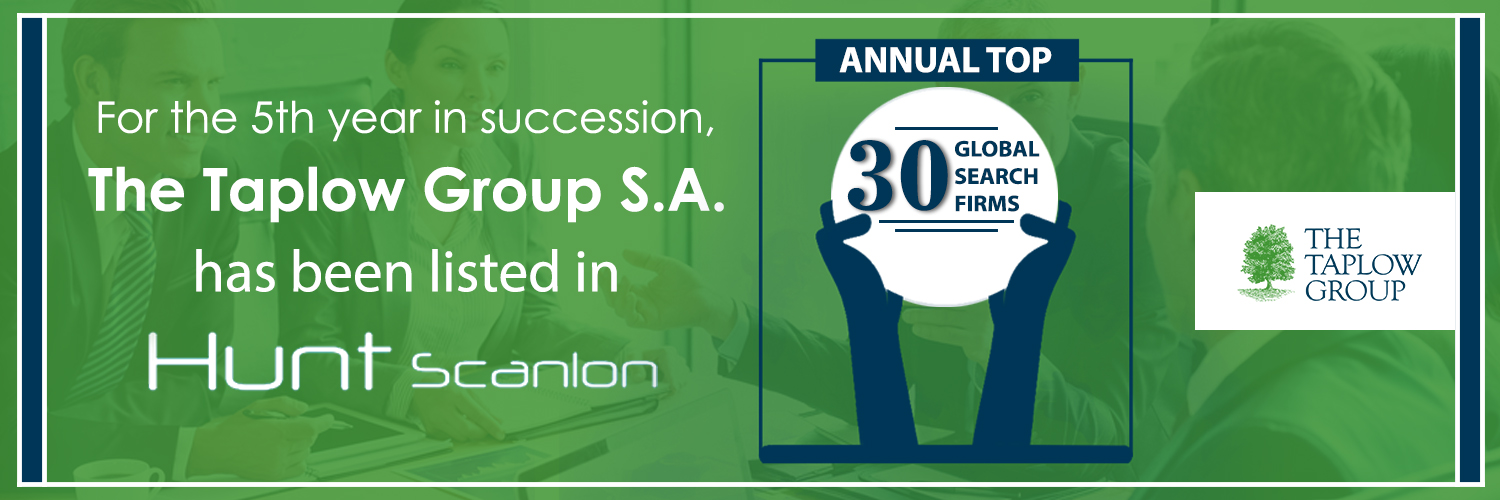 For the 5th year in succession,
The Taplow Group S.A.
has been listed in
Hunt Scanlon
ANNUAL TOP
30 GLOBAL
SEARCH
FIRMS
THE
TAPLOW
GROUP